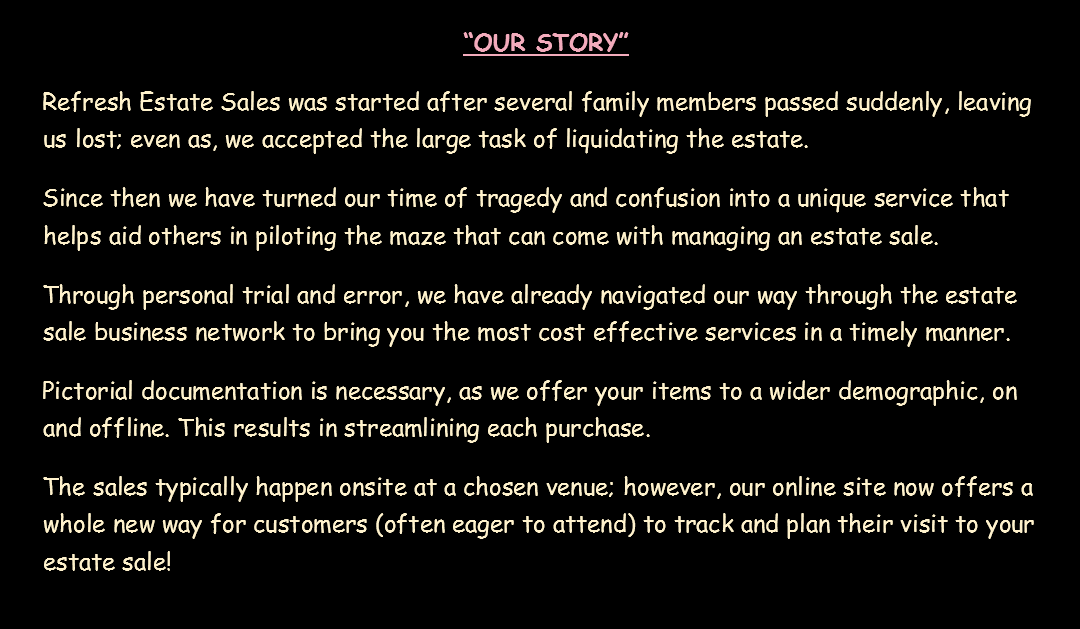 “OUR STORY”
Refresh Estate Sales was started after several family members passed suddenly, leaving
us lost; even as, we accepted the large task of liquidating the estate.
Since then we have turned our time of tragedy and confusion into a unique service that
helps aid others in piloting the maze that can come with managing an estate sale.
Through personal trial and error, we have already navigated our way through the estate
sale business network to bring you the most cost effective services in a timely manner.
Pictorial documentation is necessary, as we offer your items to a wider demographic, on
and offline. This results in streamlining each purchase.
The sales typically happen onsite at a chosen venue; however, our online site now offers a
whole new way for customers (often eager to attend) to track and plan their visit to your
estate sale!